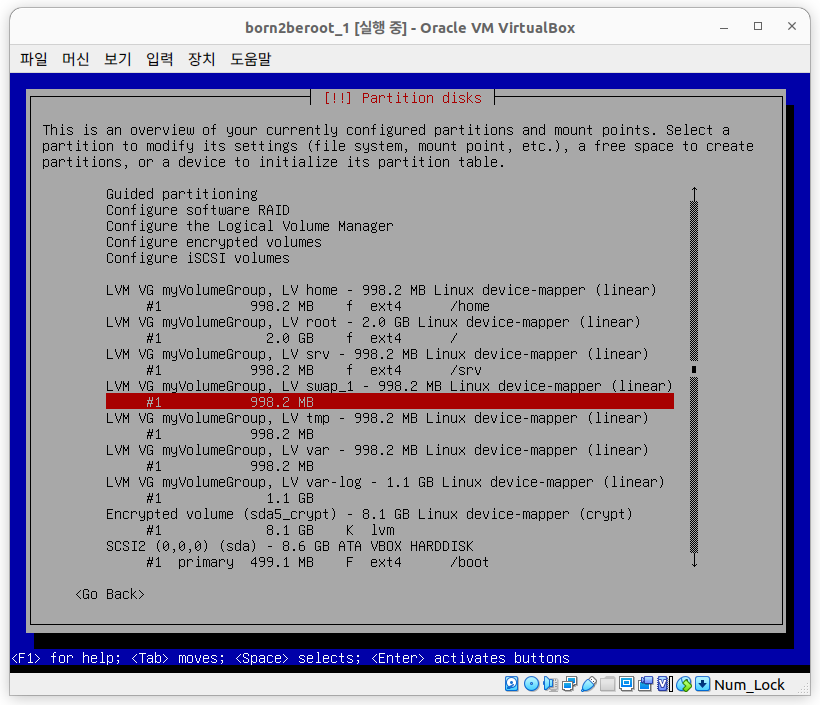 born2beroot_1 [실행 중] - Oracle VM VirtualBox
파일 머신 보기 입력 장치 도움말
[!!] Partition disks
This is an overview of your currently configured partitions and mount points. Select a
partition to modify its settings (file system, mount point, etc.), a free space to create
partitions, or a device to initialize its partition table.
Guided partitioning
Configure software RAID
Configure the Logical Volume Manager
Configure encrypted volumes
Configure iSCSI volumes
LVM VG myVolumeGroup, LV home - 998.2 MB Linux device-mapper (linear)
#1 998.2 MB f ext4 /home
LVM VG myVolumeGroup, LV root - 2.0 GB Linux device-mapper (linear)
#1 2.0 GB f ext4 /
LVM VG myVolumeGroup, LV srv - 998.2 MB Linux device-mapper (linear)
#1 998.2 MB f ext4 /srv
LVM VG myVolumeGroup, LV swap_1 - 998.2 MB Linux device-mapper (linear)
#1 998.2 MB
LVM VG myVolumeGroup, LV tmp - 998.2 MB Linux device-mapper (linear)
#1 998.2 MB
LVM VG myVolumeGroup, LV var - 998.2 MB Linux device-mapper (linear)
#1 998.2 MB
LVM VG myVolumeGroup, LV var-log - 1.1 GB Linux device-mapper (linear)
#1 1.1 GB
Encrypted volume (sda5_crypt) - 8.1 GB Linux device-mapper (crypt)
#1 8.1 GB K lvm
SCSI2 (0,0,0) (sda) - 8.6 GB ATA VBOX HARDDISK
#1 primary 499.1 MB F ext4 /boot
<Go Back>
<F1> for help; <Tab> moves; <Space> selects; <Enter> activates buttons
Num_Lock